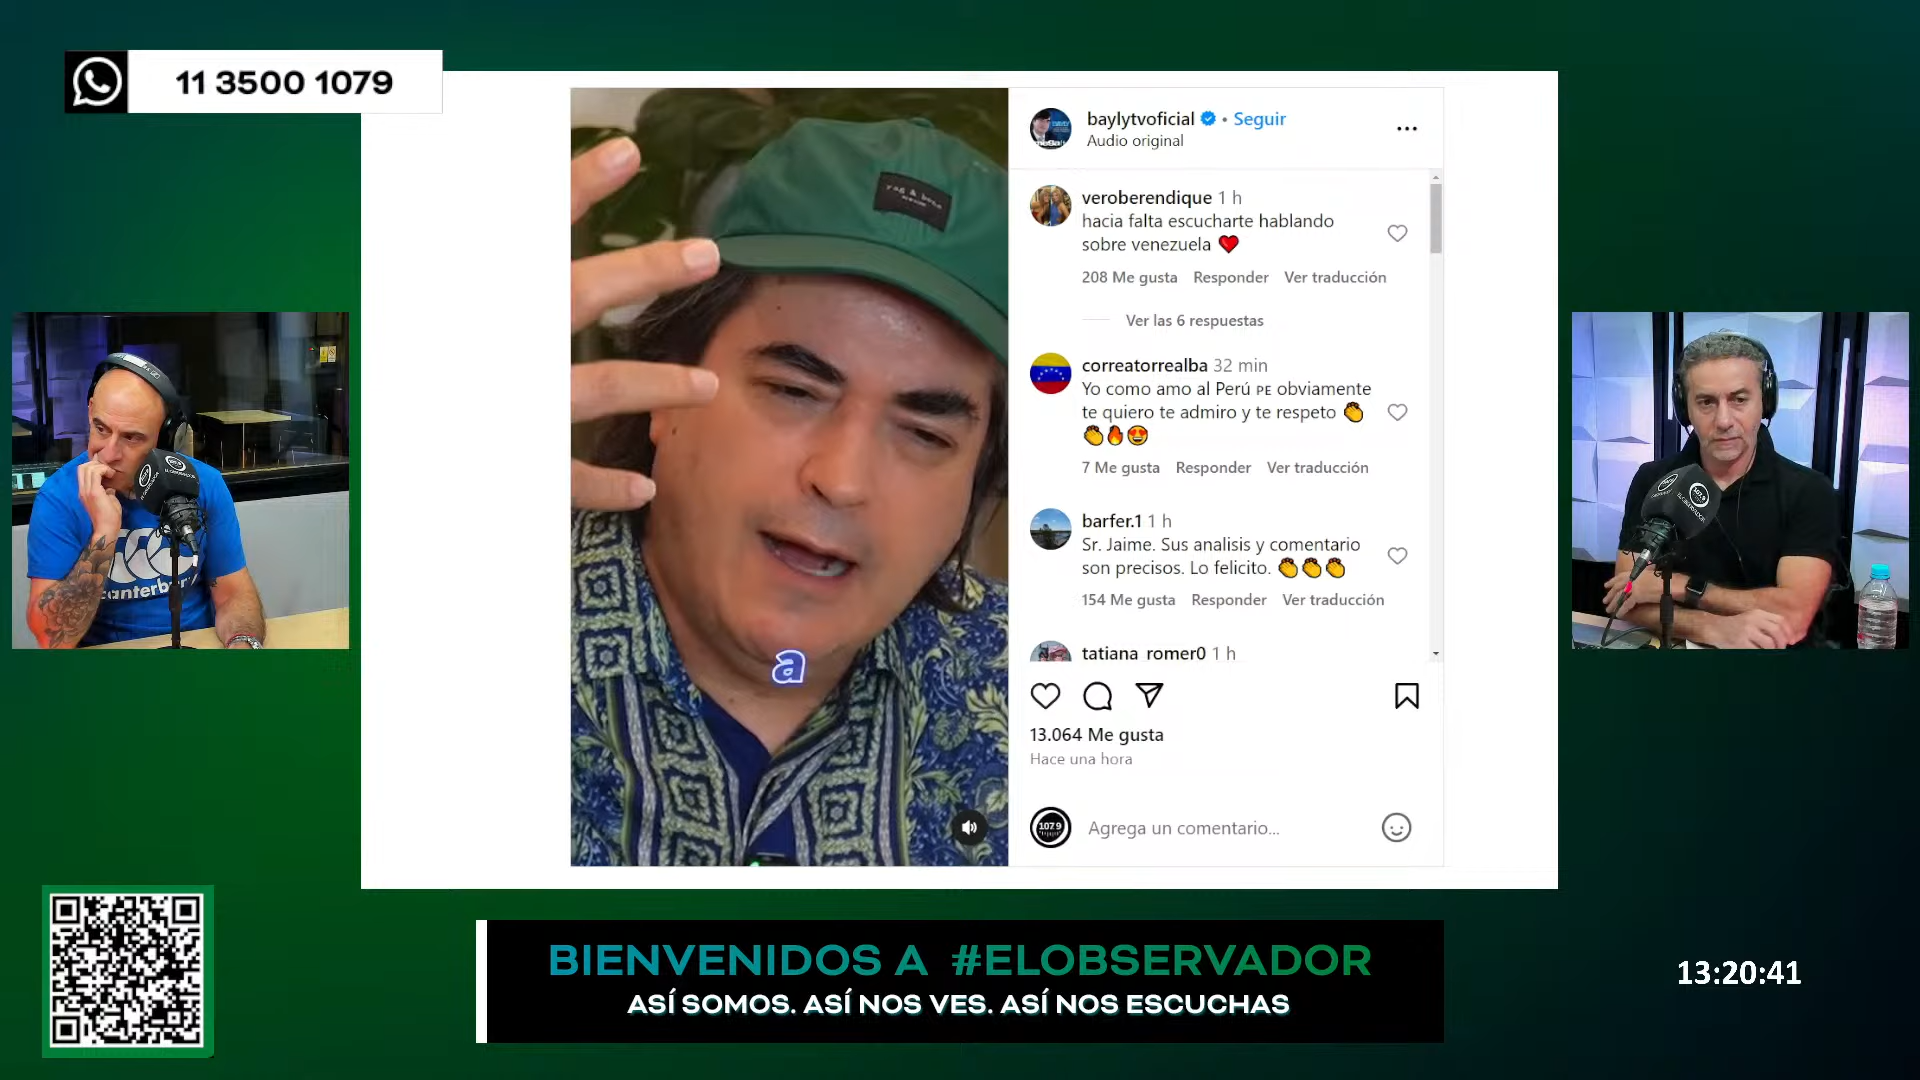 11 3500 1079
baylytvoficial • Seguir
Audio original
veroberendique 1 h
hacia falta escucharte hablando
sobre venezuela ❤️
208 Me gusta Responder Ver traducción
Ver las 6 respuestas
correatorrealba 32 min
Yo como amo al Perú PE obviamente
te quiero te admiro y te respeto 👏
👏🔥😍
7 Me gusta Responder Ver traducción
barfer.1 1 h
Sr. Jaime. Sus analisis y comentario
son precisos. Lo felicito. 👏👏👏
154 Me gusta Responder Ver traducción
tatiana_romer0 1 h
13.064 Me gusta
Hace una hora
107.9
Agrega un comentario...
a
canterbury
BIENVENIDOS A #ELOBSERVADOR
ASÍ SOMOS. ASÍ NOS VES. ASÍ NOS ESCUCHAS
13:20:41